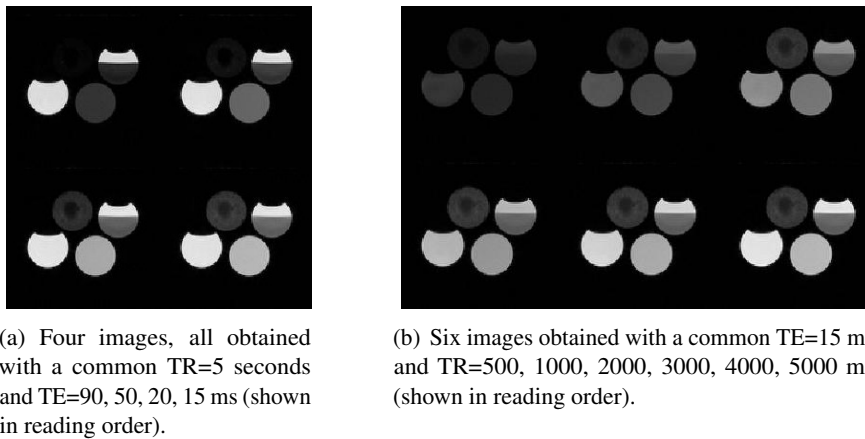 (a) Four images, all obtained
with a common TR=5 seconds
and TE=90, 50, 20, 15 ms (shown
in reading order).
(b) Six images obtained with a common TE=15 m
and TR=500, 1000, 2000, 3000, 4000, 5000 m
(shown in reading order).